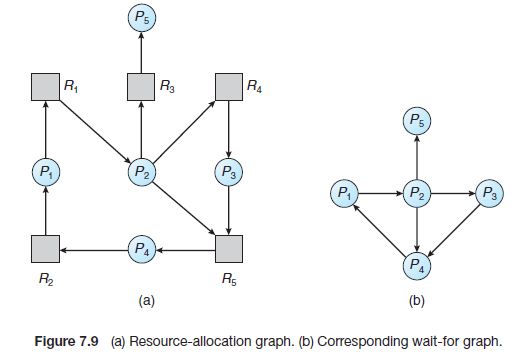 P5
R1 R3 R4
P5
P1 P2 P3
P1 P2 P3
P4
P4
R2 R5
(a) (b)
Figure 7.9 (a) Resource-allocation graph. (b) Corresponding wait-for graph.